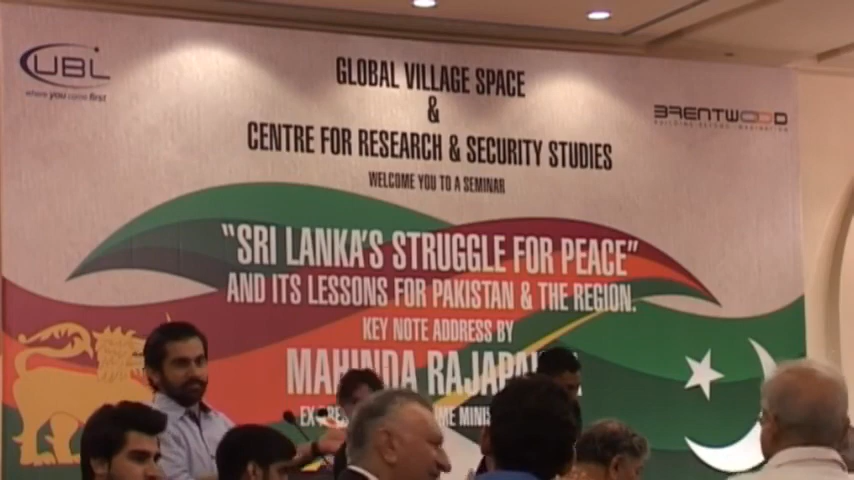 UBL
where you come first
GLOBAL VILLAGE SPACE
&
CENTRE FOR RESEARCH & SECURITY STUDIES
BRENTWOOD
WELCOME YOU TO A SEMINAR
"SRI LANKA'S STRUGGLE FOR PEACE"
AND ITS LESSONS FOR PAKISTAN & THE REGION.
KEY NOTE ADDRESS BY
MAHINDA